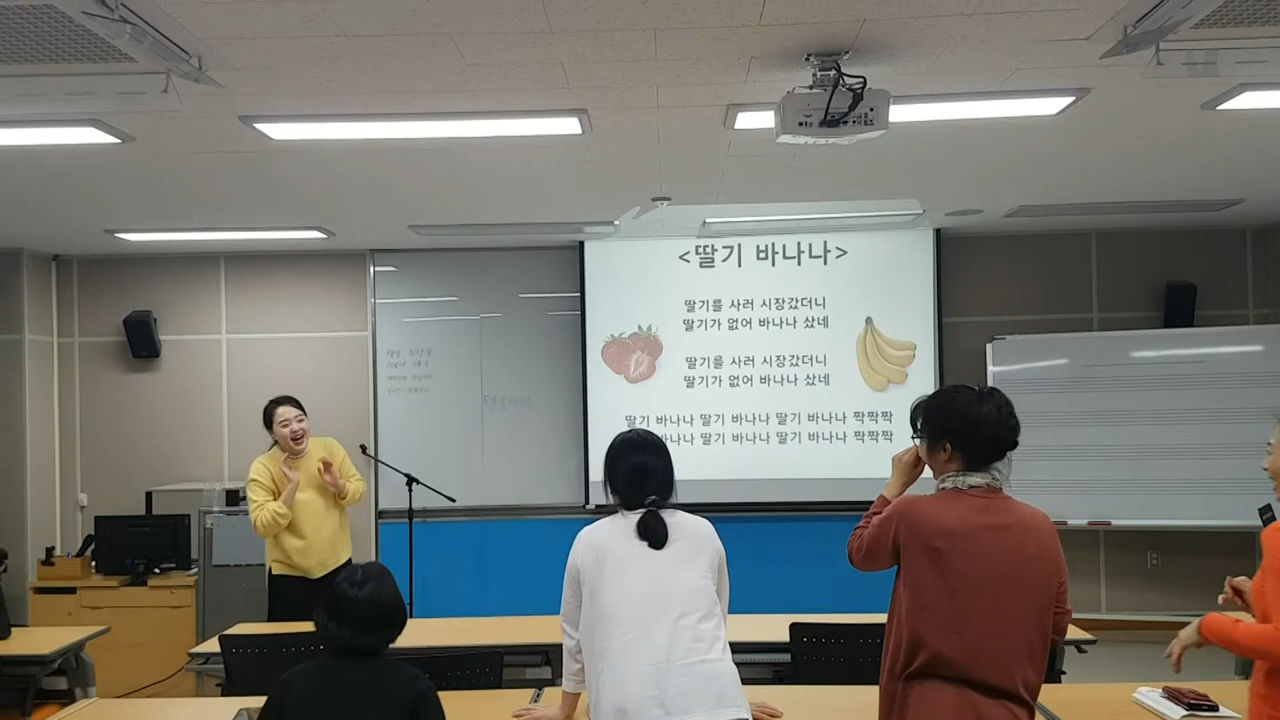 <딸기 바나나>
딸기를 사러 시장갔더니
딸기가 없어 바나나 샀네
딸기를 사러 시장갔더니
딸기가 없어 바나나 샀네
딸기 바나나 딸기 바나나 딸기 바나나 짝짝짝
바나나 딸기 바나나 딸기 바나나 짝짝짝